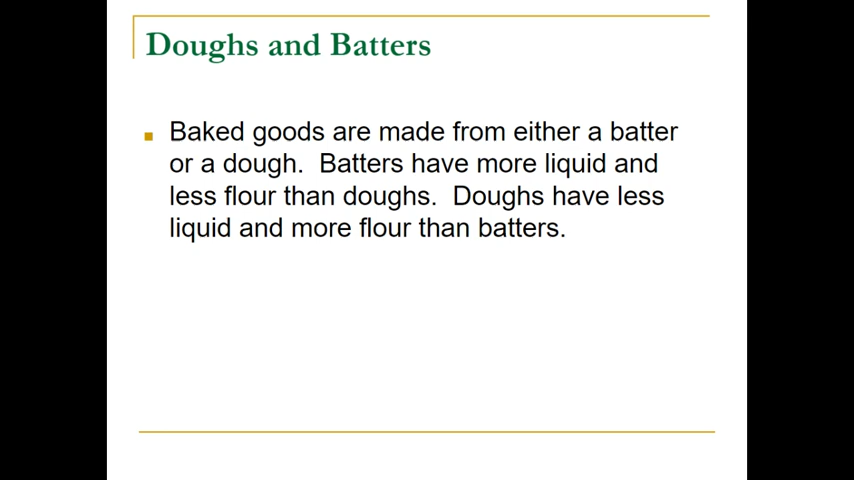 Doughs and Batters
Baked goods are made from either a batter
or a dough.  Batters have more liquid and
less flour than doughs.  Doughs have less
liquid and more flour than batters.